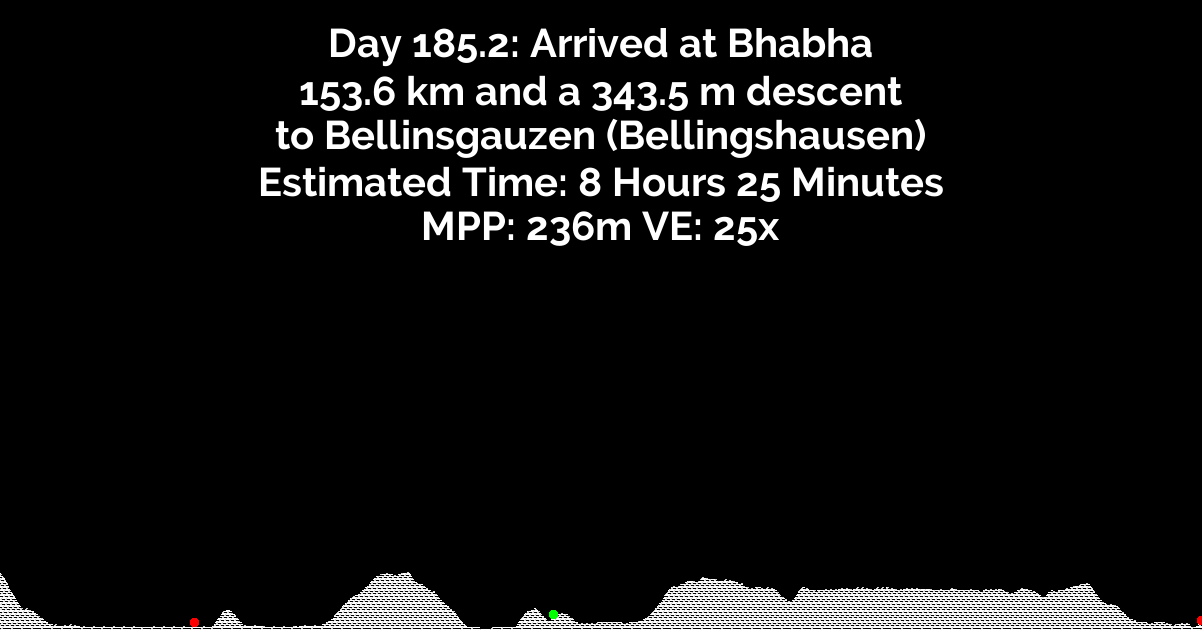 Day 185.2: Arrived at Bhabha
153.6 km and a 343.5 m descent
to Bellinsgauzen (Bellingshausen)
Estimated Time: 8 Hours 25 Minutes
MPP: 236m VE: 25x